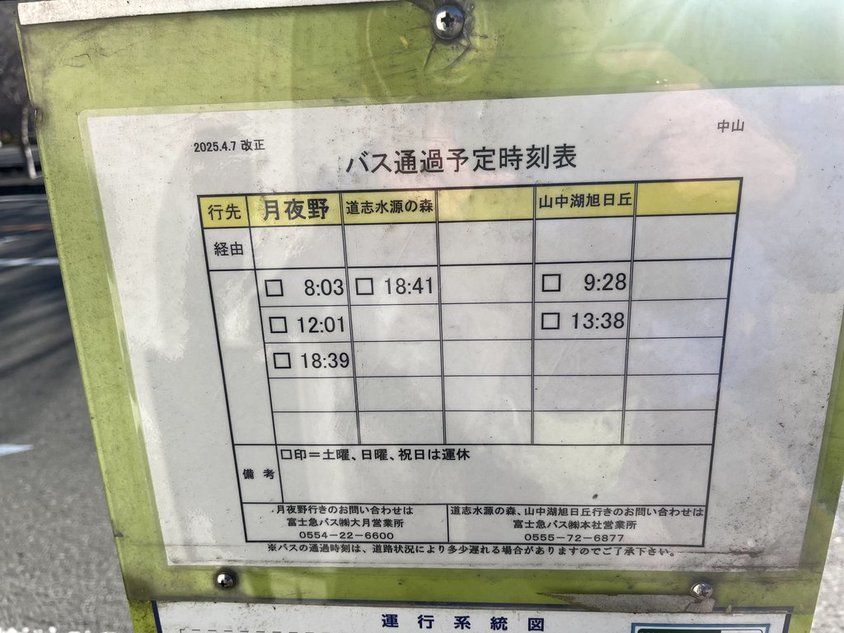 2025.4.7 改正
中山
バス通過予定時刻表
行先 月夜野 道志水源の森 山中湖旭日丘
経由
□ 8:03 □ 18:41 □ 9:28
□ 12:01 □ 13:38
□ 18:39
備考 □印=土曜、日曜、祝日は運休
月夜野行きのお問い合わせは
富士急バス㈱大月営業所
0554-22-6600
道志水源の森、山中湖旭日丘行きのお問い合わせは
富士急バス㈱本社営業所
0555-72-6877
※バスの通過時刻は、道路状況により多少遅れる場合がありますのでご了承下さい。
運行系統図